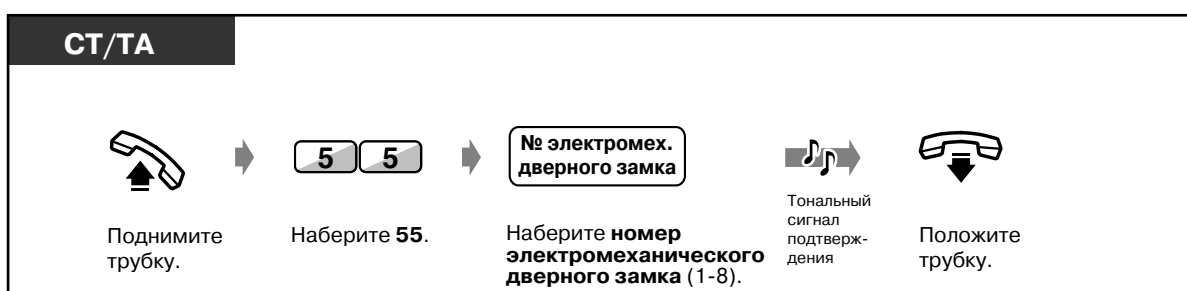 СТ/ТА
5 5
№ электромех.
дверного замка
Поднимите
трубку.
Наберите 55.
Наберите номер
электромеханического
дверного замка (1-8).
Тональный
сигнал
подтверж-
дения
Положите
трубку.